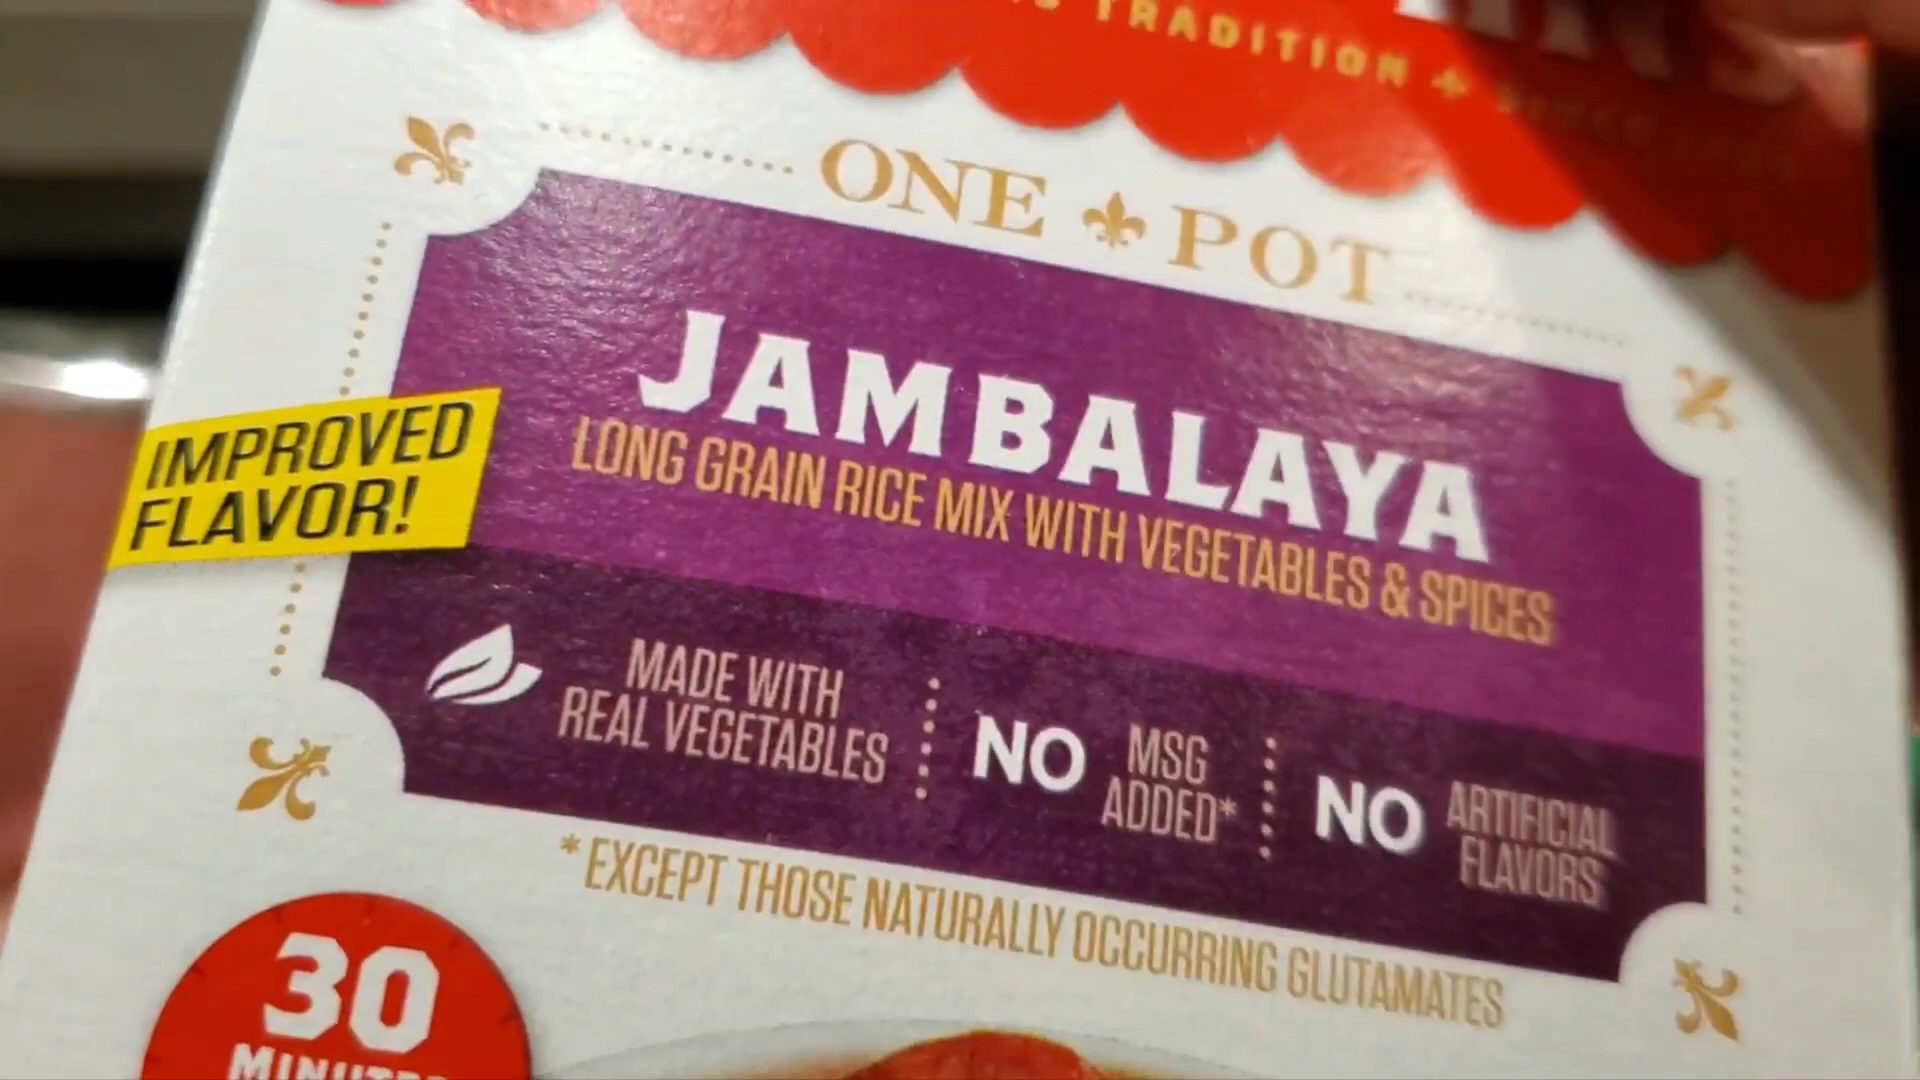 TRADITION
ONE POT
JAMBALAYA
LONG GRAIN RICE MIX WITH VEGETABLES & SPICES
IMPROVED
FLAVOR!
MADE WITH
REAL VEGETABLES
NO MSG
ADDED*
NO ARTIFICIAL
FLAVORS
*EXCEPT THOSE NATURALLY OCCURRING GLUTAMATES
30
MINUTES